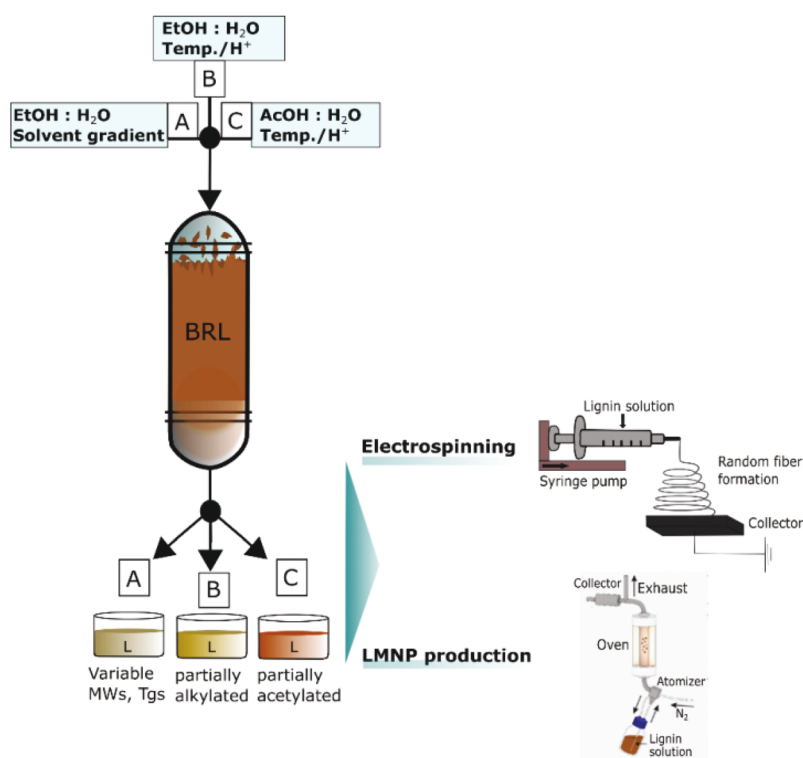 EtOH : H₂O
Temp./H⁺
B
EtOH : H₂O
Solvent gradient
A
C
AcOH : H₂O
Temp./H⁺
BRL
A
B
C
L
L
L
Variable
MWs, Tgs
partially
alkylated
partially
acetylated
Electrospinning
LMNP production
Lignin solution
Syringe pump
Random fiber
formation
Collector
Collector
Exhaust
Oven
Atomizer
N₂
Lignin
solution